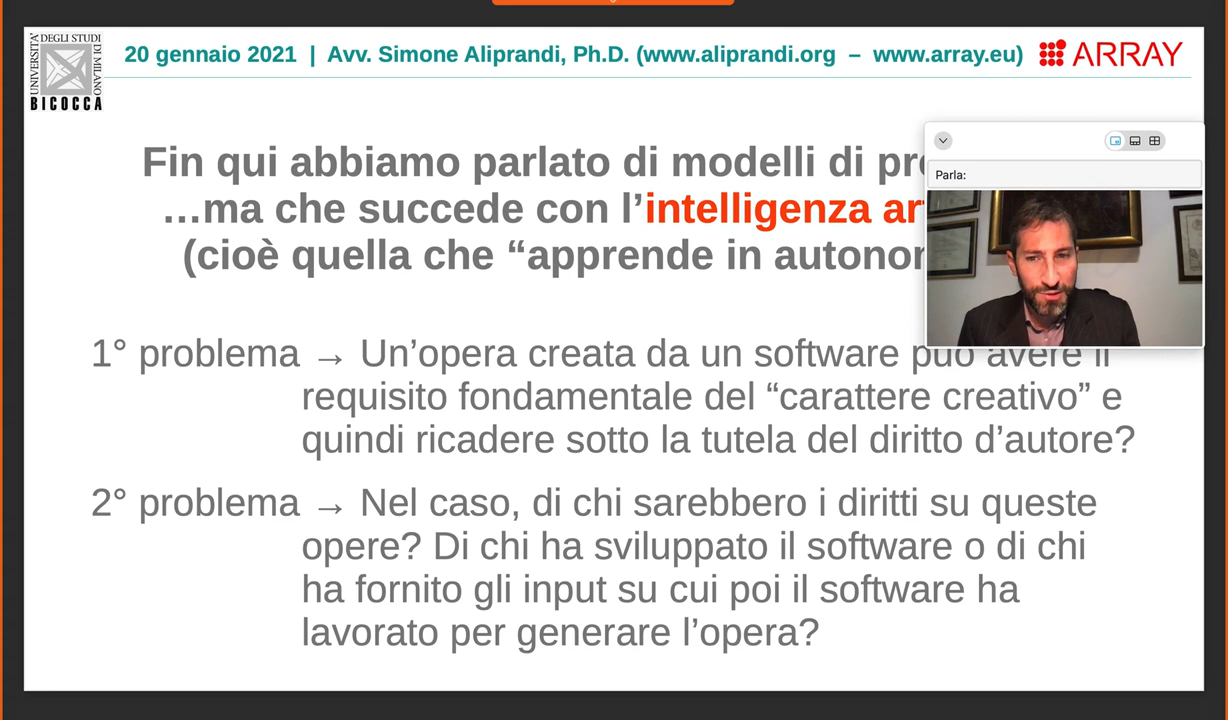 UNIVERSITÀ DEGLI STUDI DI MILANO
BICOCCA
20 gennaio 2021 | Avv. Simone Aliprandi, Ph.D. (www.aliprandi.org – www.array.eu)
ARRAY
Fin qui abbiamo parlato di modelli di
…ma che succede con l’intelligenza
(cioè quella che “apprende in
Parla:
1° problema → Un’opera creata da un software può avere il
requisito fondamentale del “carattere creativo” e
quindi ricadere sotto la tutela del diritto d’autore?
2° problema → Nel caso, di chi sarebbero i diritti su queste
opere? Di chi ha sviluppato il software o di chi
ha fornito gli input su cui poi il software ha
lavorato per generare l’opera?